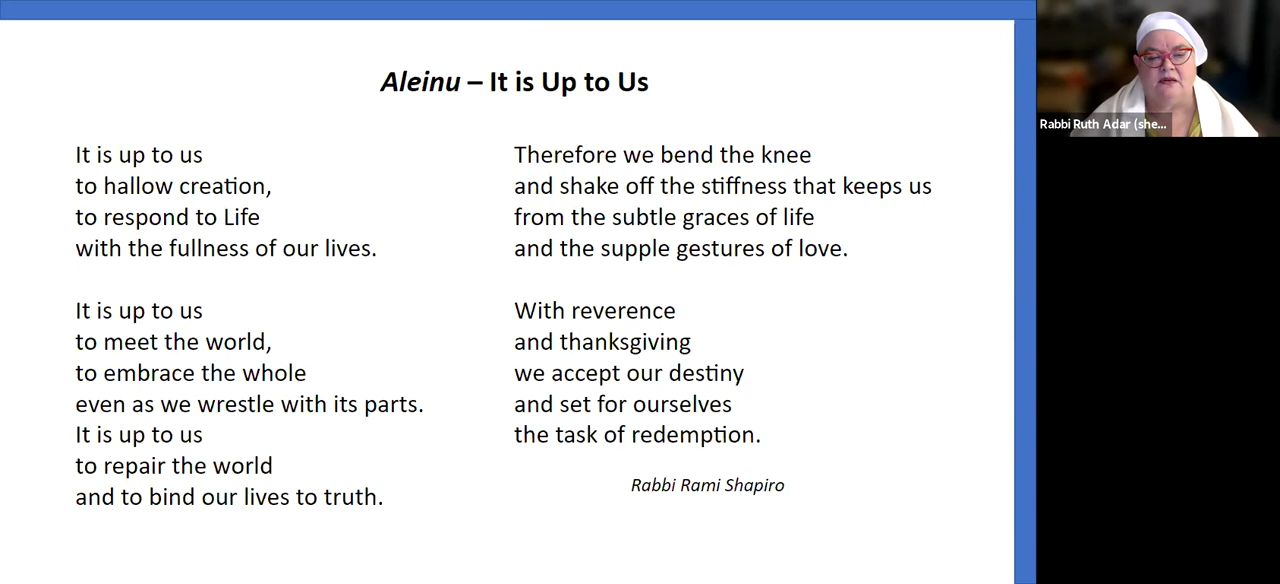 Aleinu – It is Up to Us
It is up to us
to hallow creation,
to respond to Life
with the fullness of our lives.
It is up to us
to meet the world,
to embrace the whole
even as we wrestle with its parts.
It is up to us
to repair the world
and to bind our lives to truth.
Therefore we bend the knee
and shake off the stiffness that keeps us
from the subtle graces of life
and the supple gestures of love.
With reverence
and thanksgiving
we accept our destiny
and set for ourselves
the task of redemption.
Rabbi Rami Shapiro
Rabbi Ruth Adar (she...